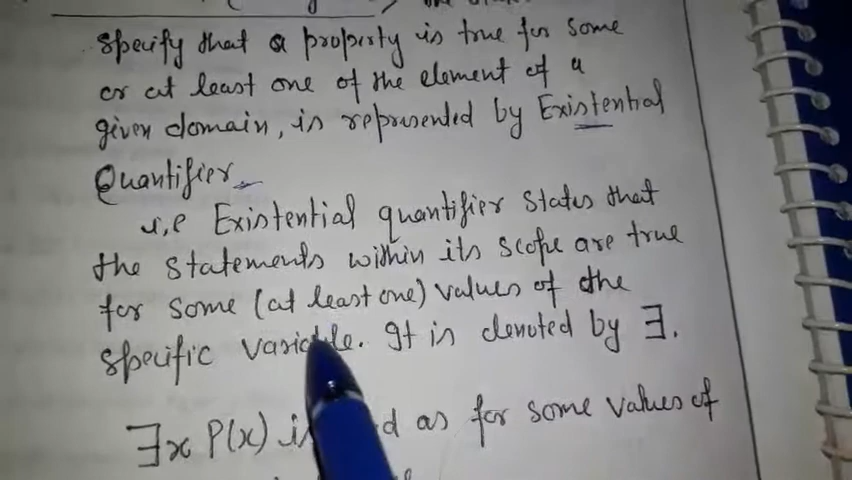 specify that a property is true for some
or at least one of the element of a
given domain, is represented by Existential
Quantifier
i,e Existential quantifier states that
the statements within its scope are true
for some (at least one) values of the
specific variable. It is denoted by ∃.
∃x P(x) is as for some values of